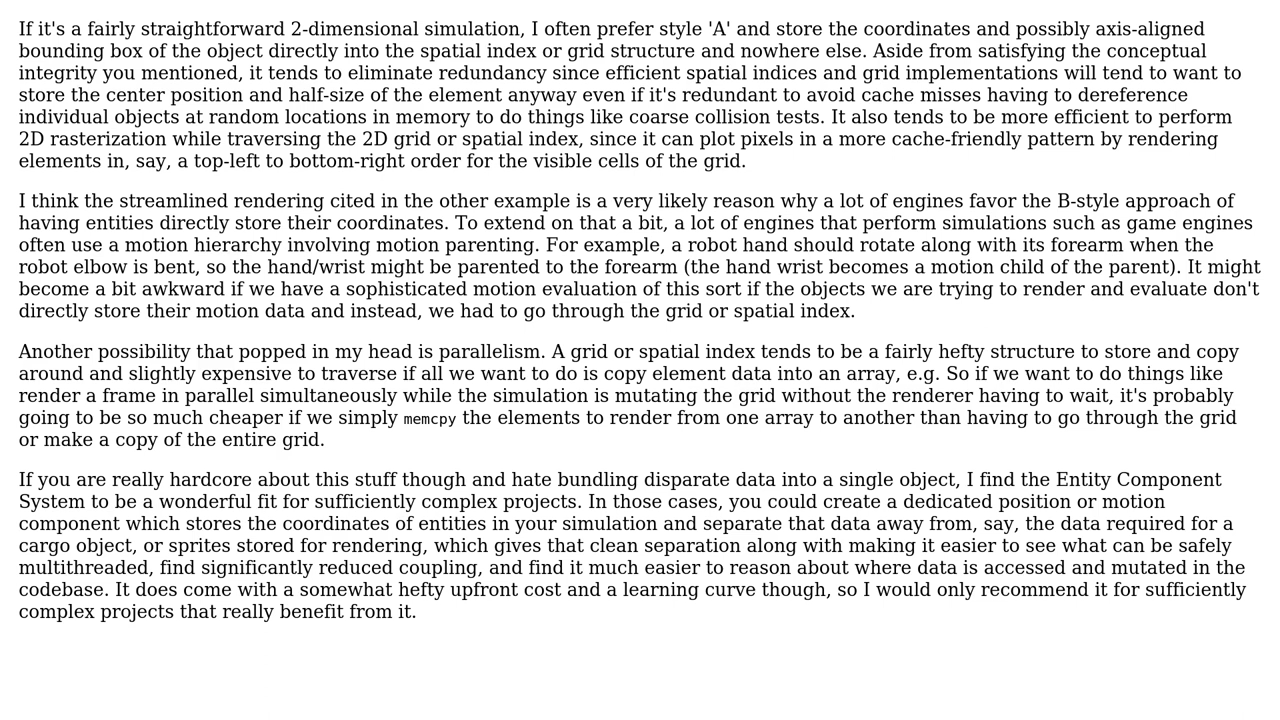 If it's a fairly straightforward 2-dimensional simulation, I often prefer style 'A' and store the coordinates and possibly axis-aligned
bounding box of the object directly into the spatial index or grid structure and nowhere else. Aside from satisfying the conceptual
integrity you mentioned, it tends to eliminate redundancy since efficient spatial indices and grid implementations will tend to want to
store the center position and half-size of the element anyway even if it's redundant to avoid cache misses having to dereference
individual objects at random locations in memory to do things like coarse collision tests. It also tends to be more efficient to perform
2D rasterization while traversing the 2D grid or spatial index, since it can plot pixels in a more cache-friendly pattern by rendering
elements in, say, a top-left to bottom-right order for the visible cells of the grid.
I think the streamlined rendering cited in the other example is a very likely reason why a lot of engines favor the B-style approach of
having entities directly store their coordinates. To extend on that a bit, a lot of engines that perform simulations such as game engines
often use a motion hierarchy involving motion parenting. For example, a robot hand should rotate along with its forearm when the
robot elbow is bent, so the hand/wrist might be parented to the forearm (the hand wrist becomes a motion child of the parent). It might
become a bit awkward if we have a sophisticated motion evaluation of this sort if the objects we are trying to render and evaluate don't
directly store their motion data and instead, we had to go through the grid or spatial index.
Another possibility that popped in my head is parallelism. A grid or spatial index tends to be a fairly hefty structure to store and copy
around and slightly expensive to traverse if all we want to do is copy element data into an array, e.g. So if we want to do things like
render a frame in parallel simultaneously while the simulation is mutating the grid without the renderer having to wait, it's probably
going to be so much cheaper if we simply memcpy the elements to render from one array to another than having to go through the grid
or make a copy of the entire grid.
If you are really hardcore about this stuff though and hate bundling disparate data into a single object, I find the Entity Component
System to be a wonderful fit for sufficiently complex projects. In those cases, you could create a dedicated position or motion
component which stores the coordinates of entities in your simulation and separate that data away from, say, the data required for a
cargo object, or sprites stored for rendering, which gives that clean separation along with making it easier to see what can be safely
multithreaded, find significantly reduced coupling, and find it much easier to reason about where data is accessed and mutated in the
codebase. It does come with a somewhat hefty upfront cost and a learning curve though, so I would only recommend it for sufficiently
complex projects that really benefit from it.